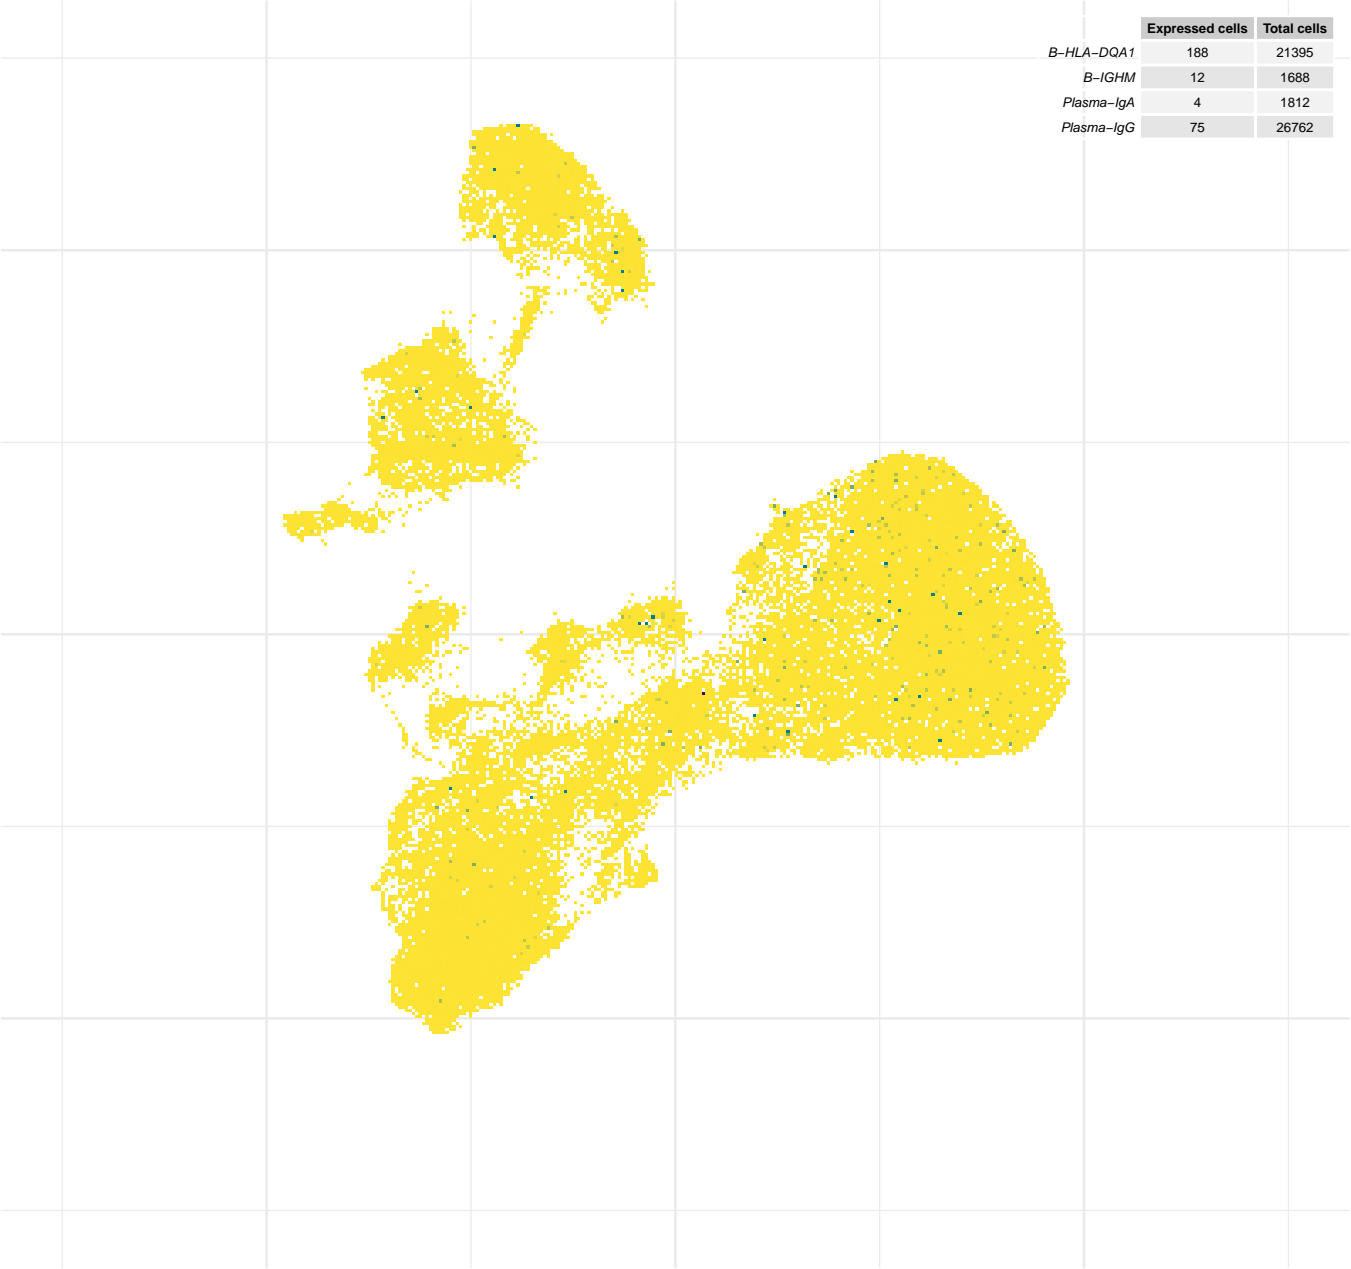 Expressed cells Total cells
B−HLA−DQA1 188 21395
B−IGHM 12 1688
Plasma−IgA 4 1812
Plasma−IgG 75 26762